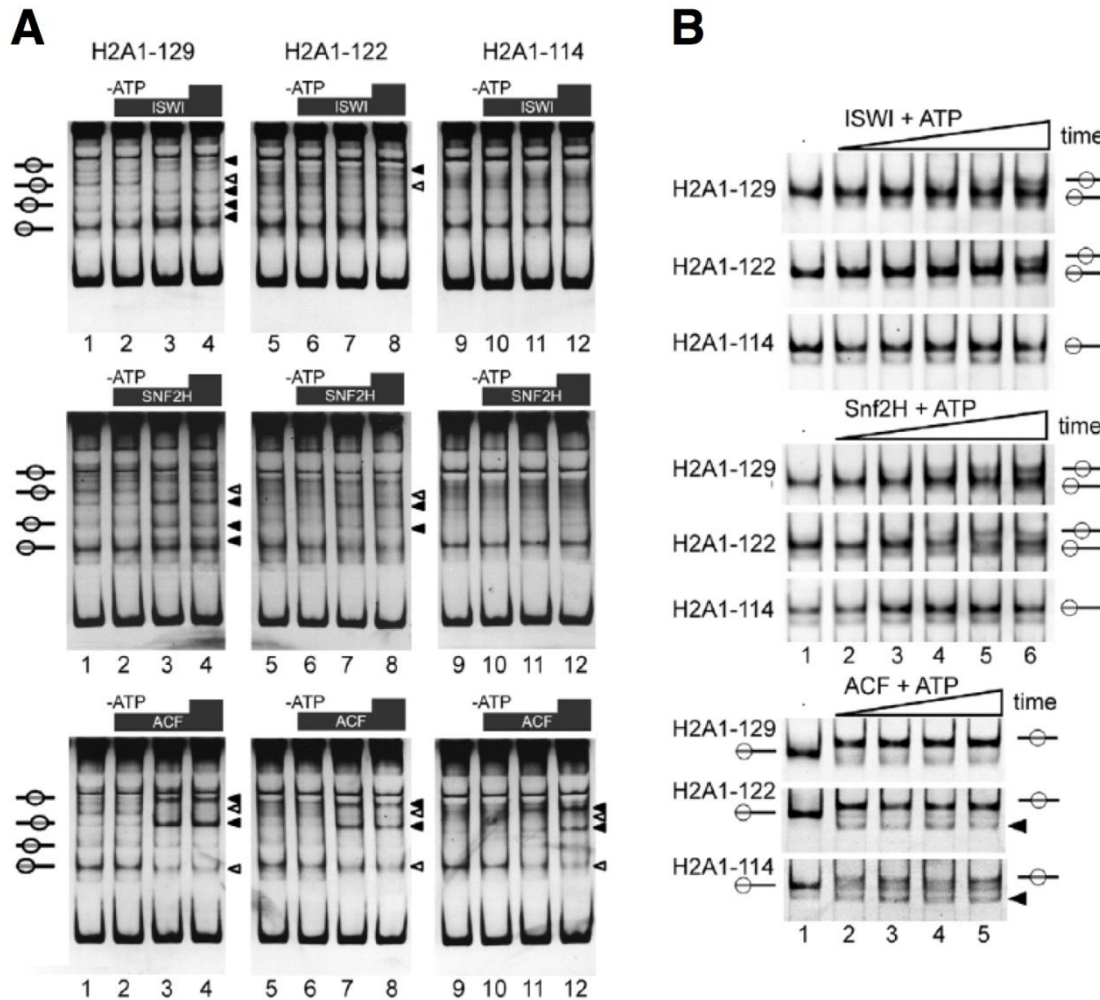 A
H2A1-129 H2A1-122 H2A1-114
-ATP -ATP -ATP
ISWI ISWI ISWI
1 2 3 4 5 6 7 8 9 10 11 12
-ATP -ATP -ATP
SNF2H SNF2H SNF2H
1 2 3 4 5 6 7 8 9 10 11 12
-ATP -ATP -ATP
ACF ACF ACF
1 2 3 4 5 6 7 8 9 10 11 12
B
ISWI + ATP
time
H2A1-129
H2A1-122
H2A1-114
Snf2H + ATP
time
H2A1-129
H2A1-122
H2A1-114
1 2 3 4 5 6
ACF + ATP
time
H2A1-129
H2A1-122
H2A1-114
1 2 3 4 5